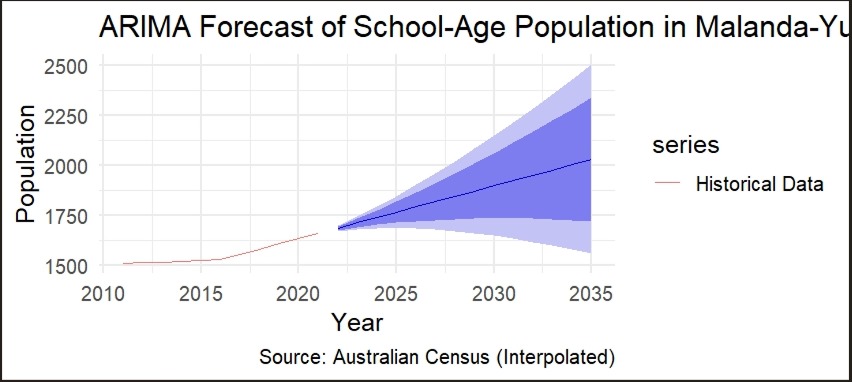 ARIMA Forecast of School-Age Population in Malanda-Yu
2500
2250
2000
1750
1500
Population
2010 2015 2020 2025 2030 2035
Year
series
Historical Data
Source: Australian Census (Interpolated)